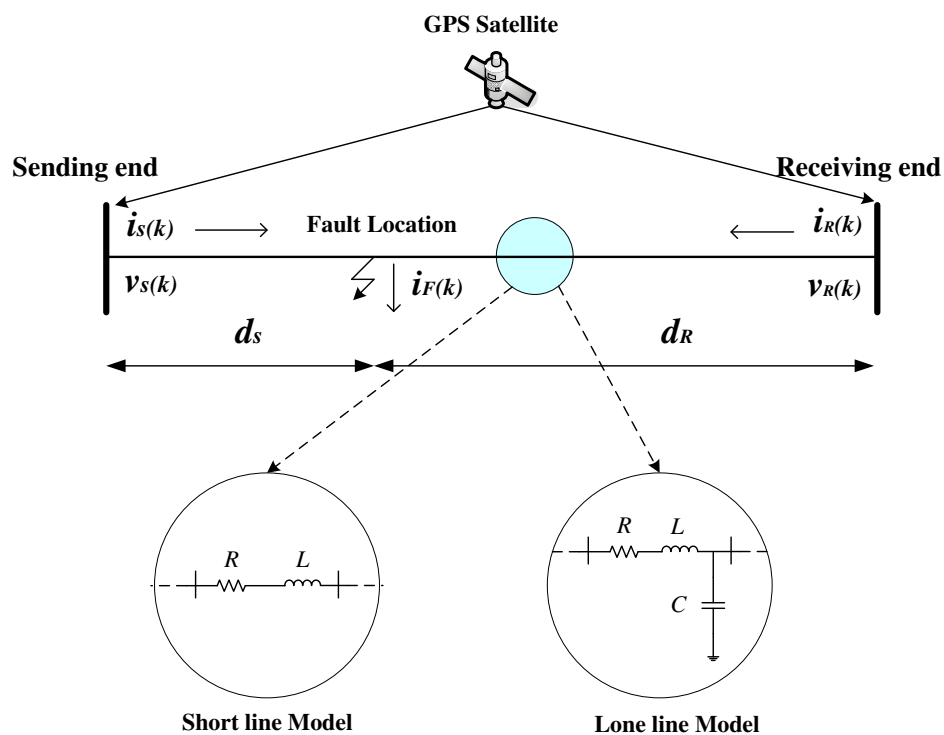 GPS Satellite
Sending end
Receiving end
iS(k)
Fault Location
iR(k)
vS(k)
iF(k)
vR(k)
ds
dR
R
L
R
L
C
Short line Model
Lone line Model